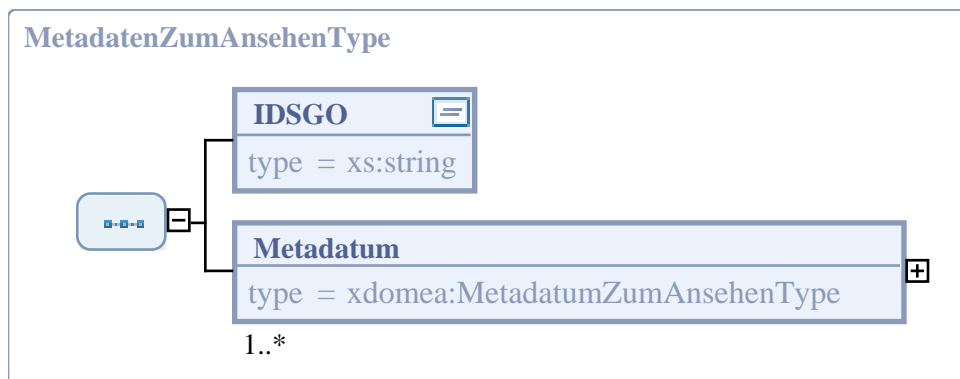 MetadatenZumAnsehenType
IDSGO
type = xs:string
Metadatum
type = xdomea:MetadatumZumAnsehenType
1..*